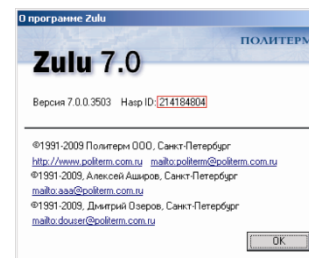 О программе Zulu
ПОЛИТЕРМ
Zulu 7.0
Версия 7.0.0.3503 Hasp ID: 214184804
©1991-2009 Политерм ООО, Санкт-Петербург
http://www.politerm.com.ru mailto:politerm@politerm.com.ru
©1991-2009, Алексей Аширов, Санкт-Петербург
mailto:aaa@politerm.com.ru
©1991-2009, Дмитрий Озеров, Санкт-Петербург
mailto:douser@politerm.com.ru
OK